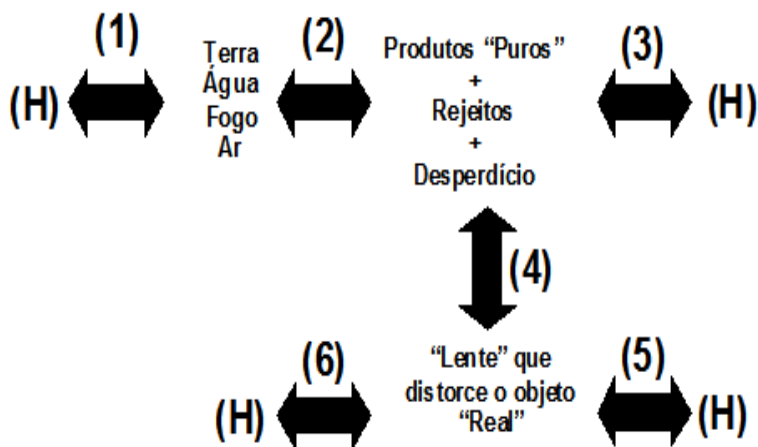 (1)
(2)
(3)
(H)
Terra
Água
Fogo
Ar
Produtos “Puros”
+
Rejeitos
+
Desperdício
(H)
(4)
(6)
(5)
(H)
“Lente” que
distorce o objeto
“Real”
(H)